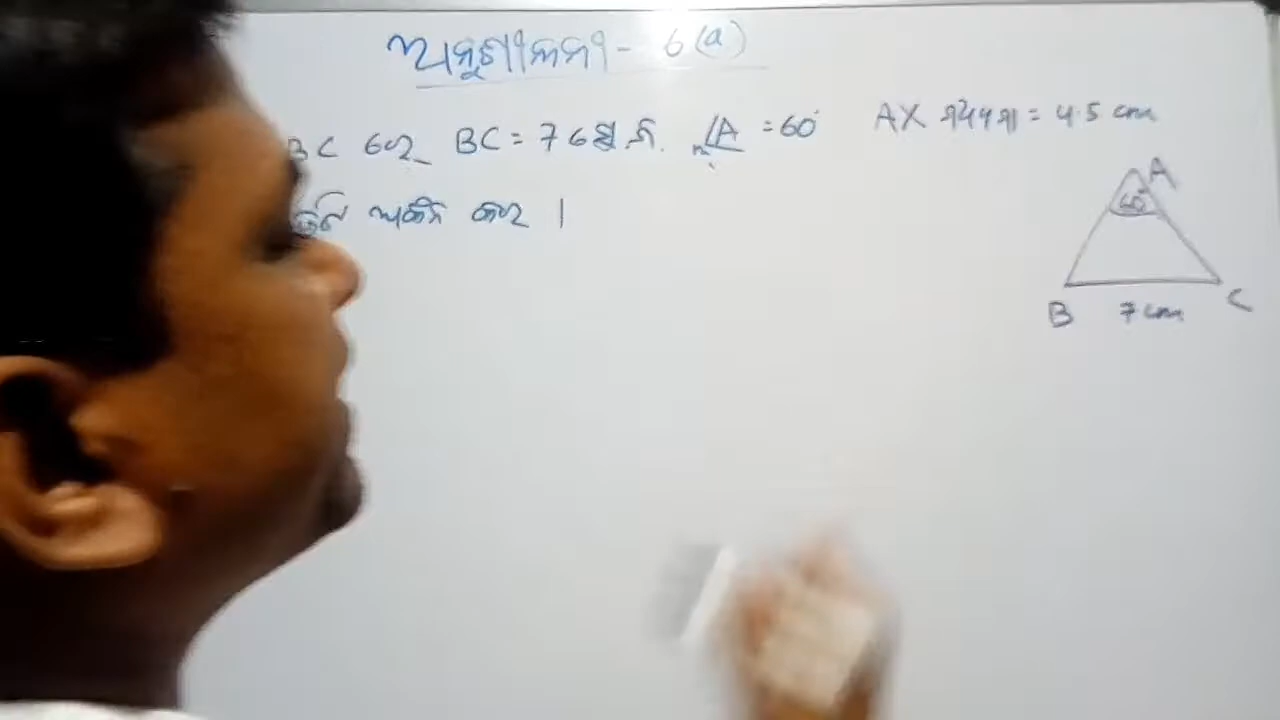 ଅନୁଶୀଳନୀ - 6 (a)
BC ରେ BC = 7 ସେ.ମି. m∠A = 60° AX ମଧ୍ୟମା = 4.5 cm
ଅଙ୍କନ କର ।
A
60°
B 7 cm C